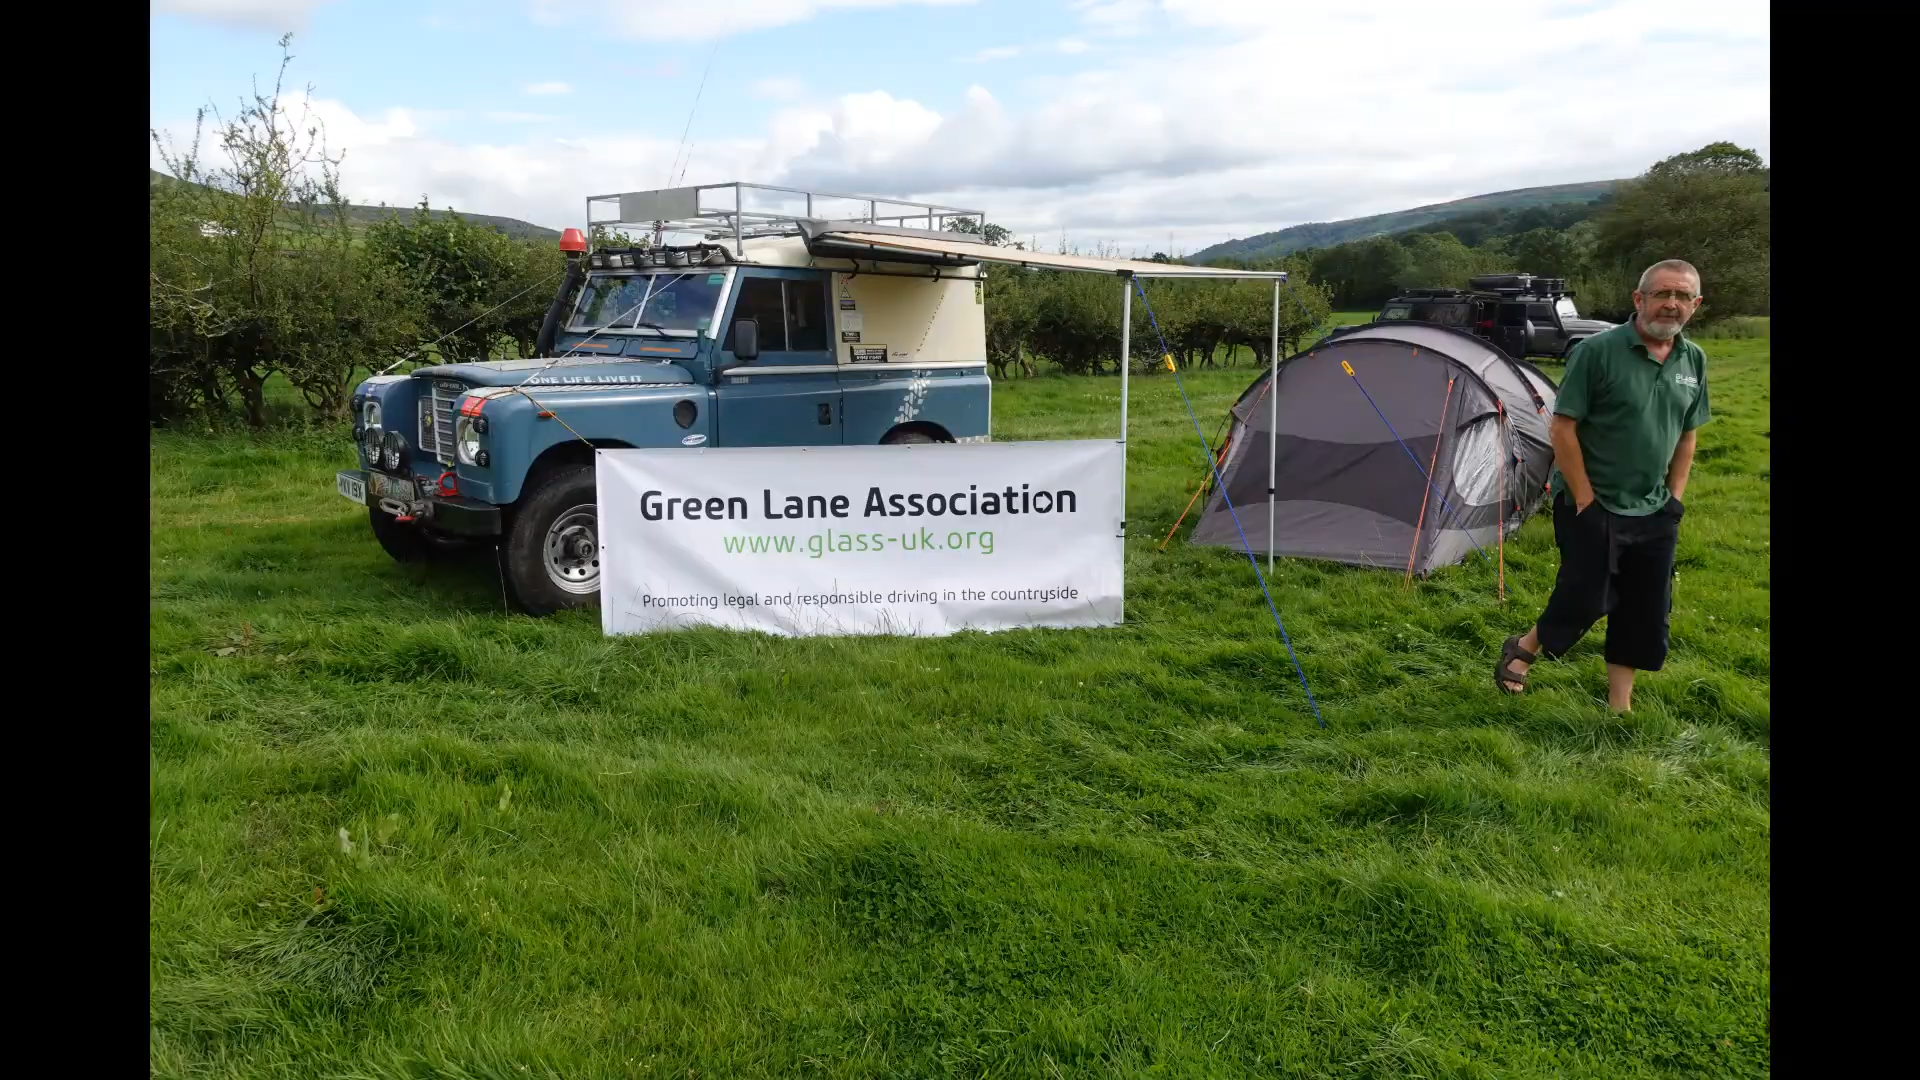 ONE LIFE. LIVE IT
Green Lane Association
www.glass-uk.org
Promoting legal and responsible driving in the countryside